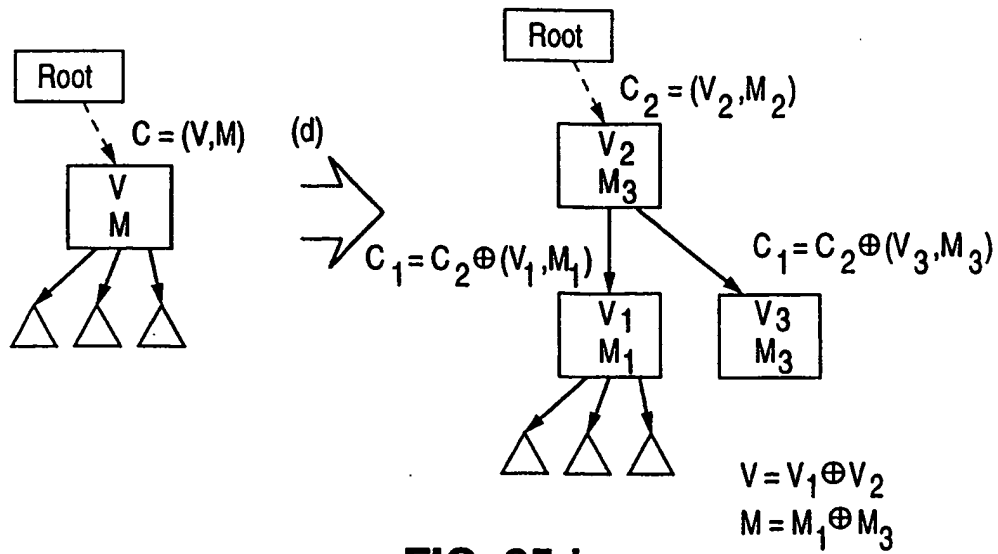 Root
C = (V,M)
V
M
(d)
Root
C₂ = (V₂,M₂)
V₂
M₃
C₁ = C₂ ⊕ (V₁,M₁)
C₁ = C₂ ⊕ (V₃,M₃)
V₁
M₁
V₃
M₃
V = V₁ ⊕ V₂
M = M₁ ⊕ M₃